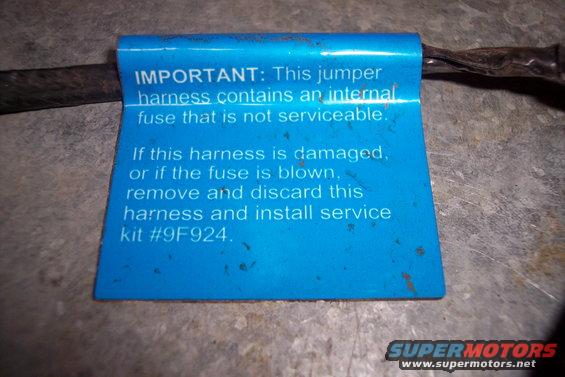 IMPORTANT: This jumper
harness contains an internal
fuse that is not serviceable.
If this harness is damaged,
or if the fuse is blown,
remove and discard this
harness and install service
kit #9F924.
SUPERMOTORS
www.supermotors.net